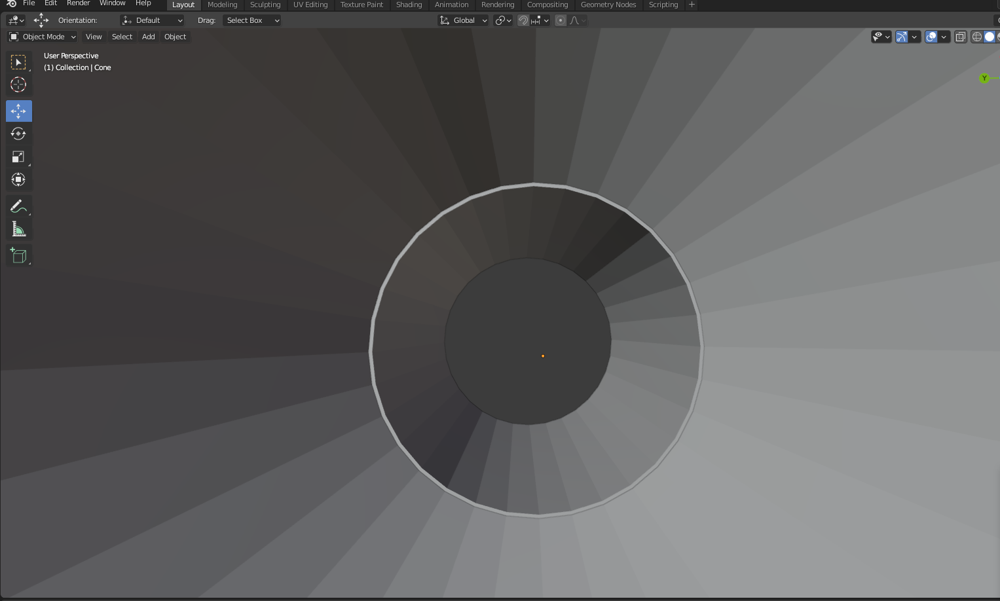 File Edit Render Window Help Layout Modeling Sculpting UV Editing Texture Paint Shading Animation Rendering Compositing Geometry Nodes Scripting +
Orientation: Default Drag: Select Box Global
Object Mode View Select Add Object
User Perspective
(1) Collection | Cone
Y